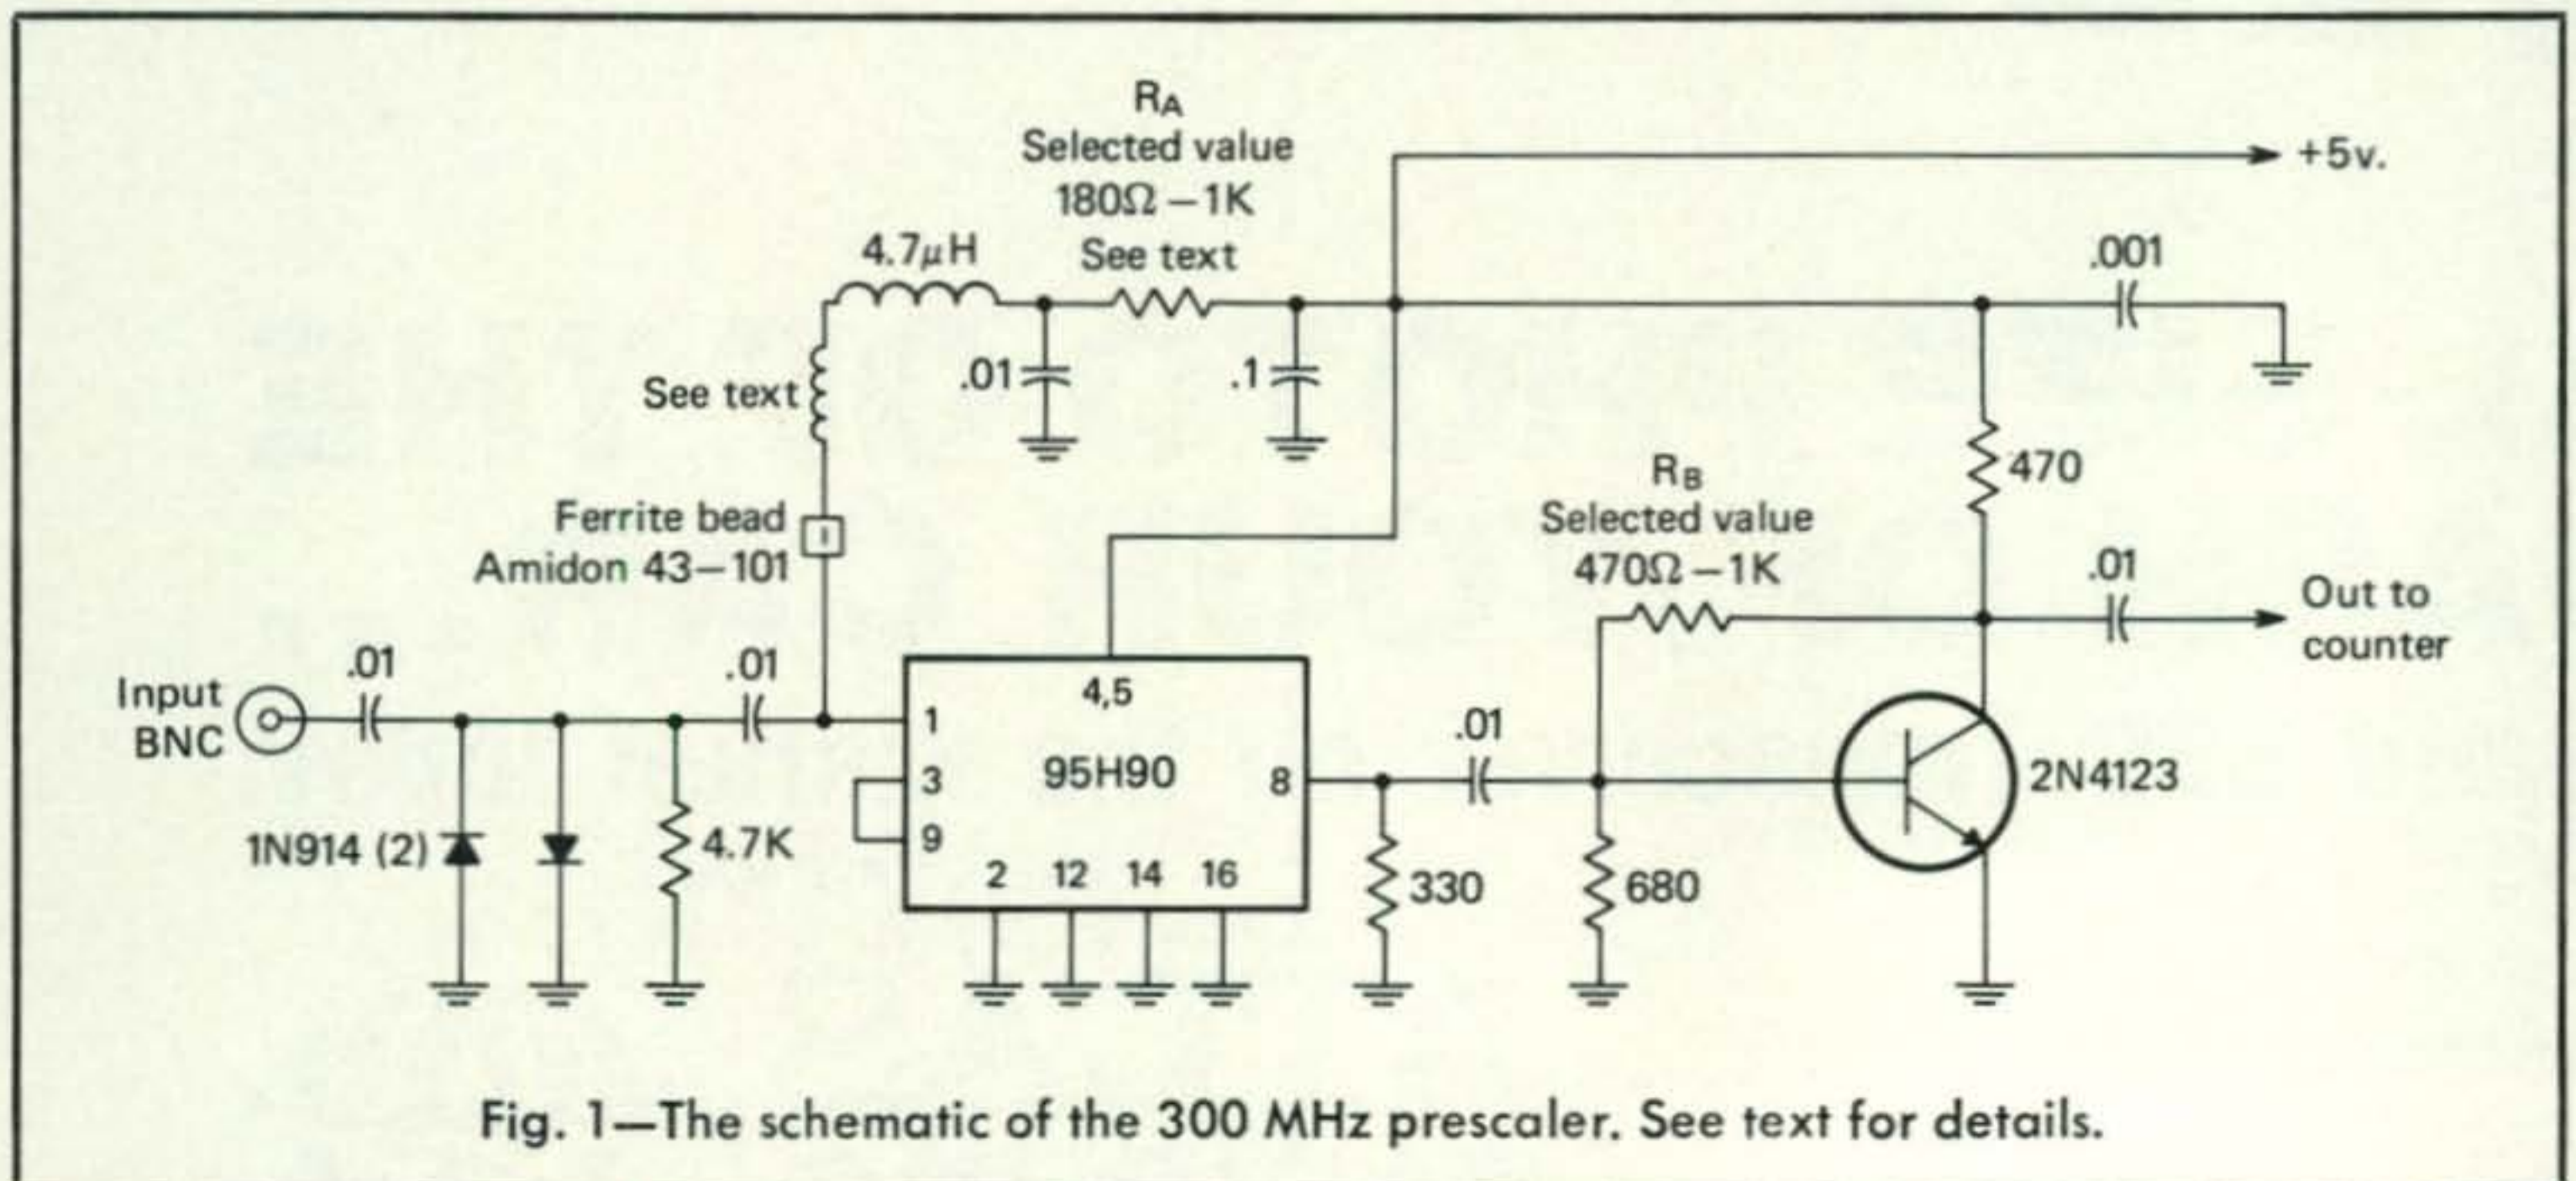 RA
Selected value
180Ω – 1K
See text
+5v.
4.7μH
.001
.01
.1
See text
470
RB
Selected value
470Ω – 1K
Ferrite bead
Amidon 43–101
.01
Out to
counter
Input
BNC
.01
.01
4,5
1
95H90
3
8
9
2 12 14 16
.01
2N4123
1N914 (2)
4.7K
330
680
Fig. 1—The schematic of the 300 MHz prescaler. See text for details.